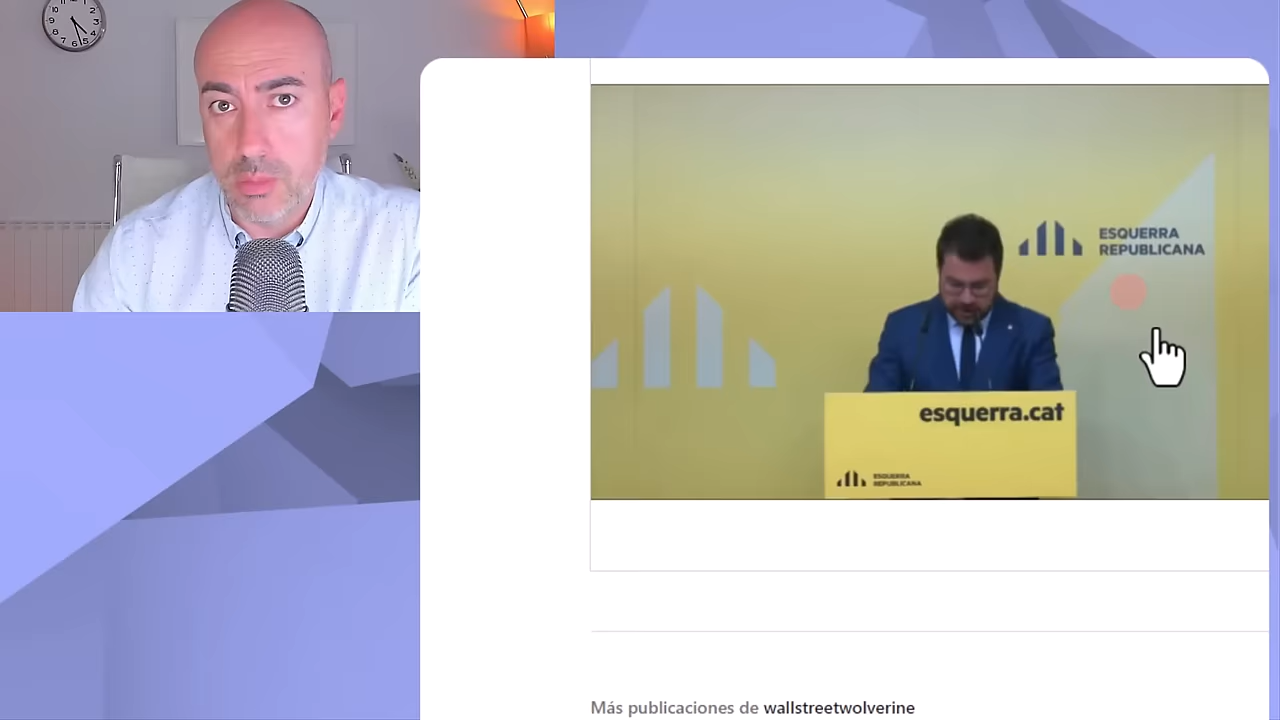 ESQUERRA
REPUBLICANA
esquerra.cat
ESQUERRA
REPUBLICANA
Más publicaciones de wallstreetwolverine